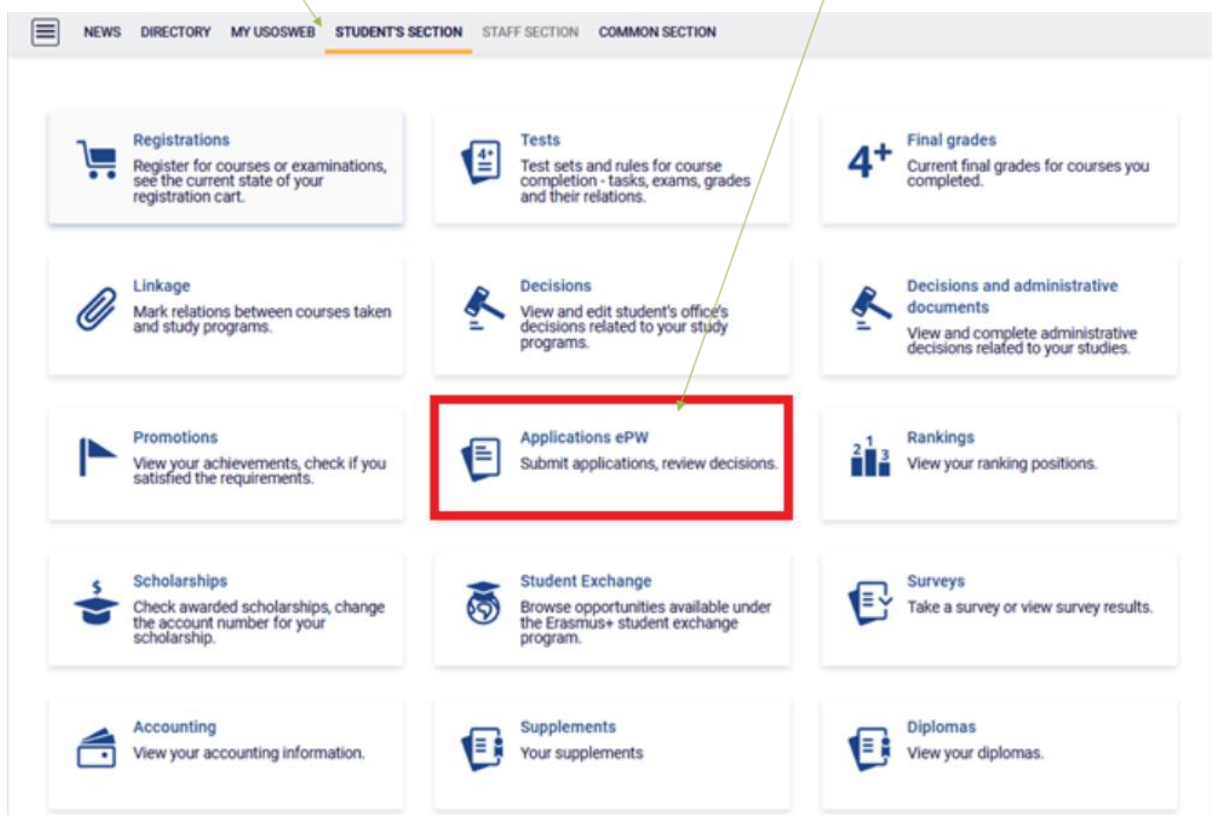 NEWS DIRECTORY MY USOSWEB STUDENT'S SECTION STAFF SECTION COMMON SECTION
Registrations
Register for courses or examinations,
see the current state of your
registration cart.
4+
Tests
Test sets and rules for course
completion - tasks, exams, grades
and their relations.
4+
Final grades
Current final grades for courses you
completed.
Linkage
Mark relations between courses taken
and study programs.
Decisions
View and edit student's office's
decisions related to your study
programs.
Decisions and administrative
documents
View and complete administrative
decisions related to your studies.
Promotions
View your achievements, check if you
satisfied the requirements.
Applications ePW
Submit applications, review decisions.
2 1 3
Rankings
View your ranking positions.
$
Scholarships
Check awarded scholarships, change
the account number for your
scholarship.
Student Exchange
Browse opportunities available under
the Erasmus+ student exchange
program.
Surveys
Take a survey or view survey results.
Accounting
View your accounting information.
Supplements
Your supplements
Diplomas
View your diplomas.